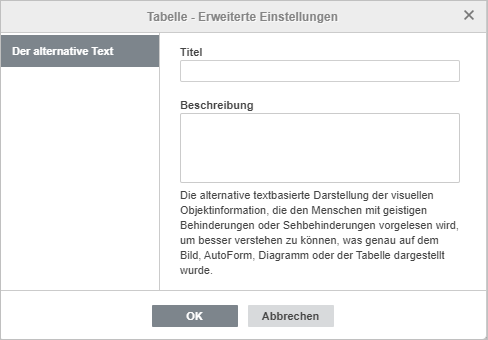 Tabelle - Erweiterte Einstellungen
Der alternative Text
Titel
Beschreibung
Die alternative textbasierte Darstellung der visuellen
Objektinformation, die den Menschen mit geistigen
Behinderungen oder Sehbehinderungen vorgelesen wird,
um besser verstehen zu können, was genau auf dem
Bild, AutoForm, Diagramm oder der Tabelle dargestellt
wurde.
OK
Abbrechen